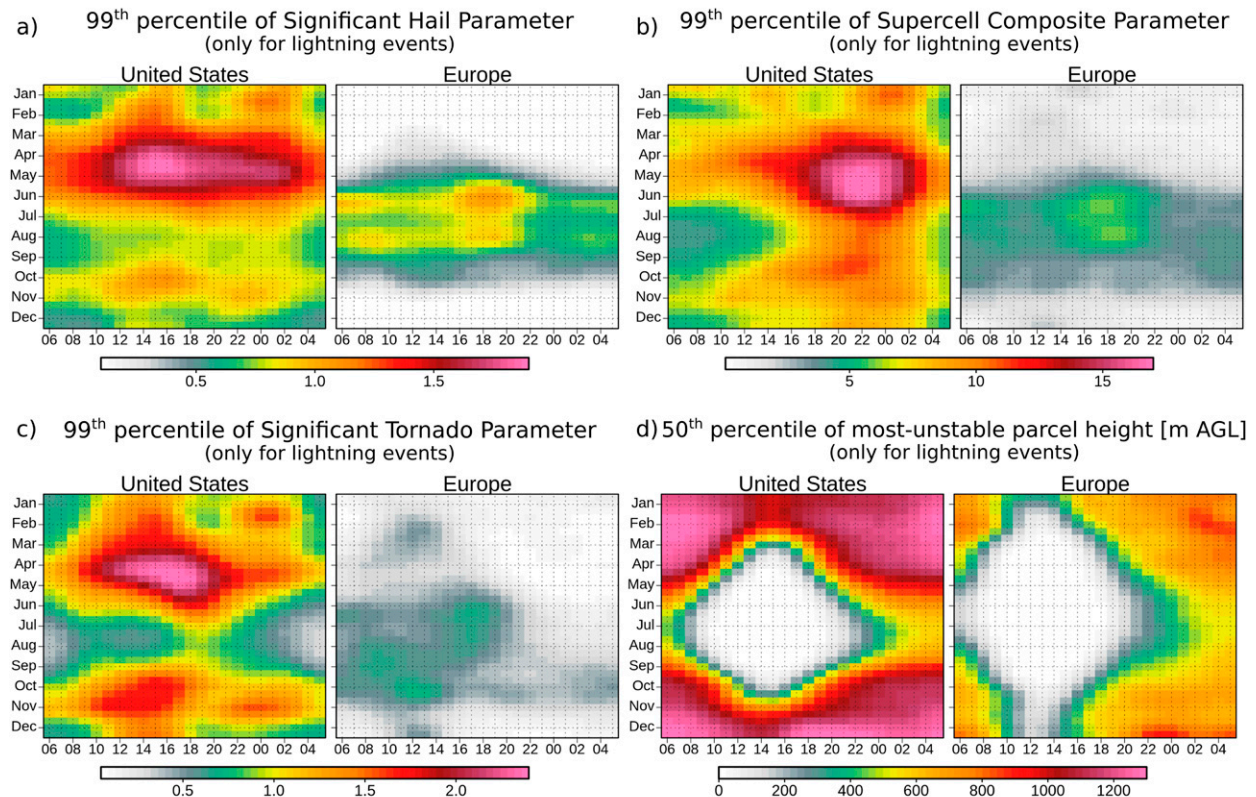 a) 99th percentile of Significant Hail Parameter
(only for lightning events)
United States Europe
Jan
Feb
Mar
Apr
May
Jun
Jul
Aug
Sep
Oct
Nov
Dec
06 08 10 12 14 16 18 20 22 00 02 04 06 08 10 12 14 16 18 20 22 00 02 04
0.5 1.0 1.5
b) 99th percentile of Supercell Composite Parameter
(only for lightning events)
United States Europe
Jan
Feb
Mar
Apr
May
Jun
Jul
Aug
Sep
Oct
Nov
Dec
06 08 10 12 14 16 18 20 22 00 02 04 06 08 10 12 14 16 18 20 22 00 02 04
5 10 15
c) 99th percentile of Significant Tornado Parameter
(only for lightning events)
United States Europe
Jan
Feb
Mar
Apr
May
Jun
Jul
Aug
Sep
Oct
Nov
Dec
06 08 10 12 14 16 18 20 22 00 02 04 06 08 10 12 14 16 18 20 22 00 02 04
0.5 1.0 1.5 2.0
d) 50th percentile of most-unstable parcel height [m AGL]
(only for lightning events)
United States Europe
Jan
Feb
Mar
Apr
May
Jun
Jul
Aug
Sep
Oct
Nov
Dec
06 08 10 12 14 16 18 20 22 00 02 04 06 08 10 12 14 16 18 20 22 00 02 04
0 200 400 600 800 1000 1200